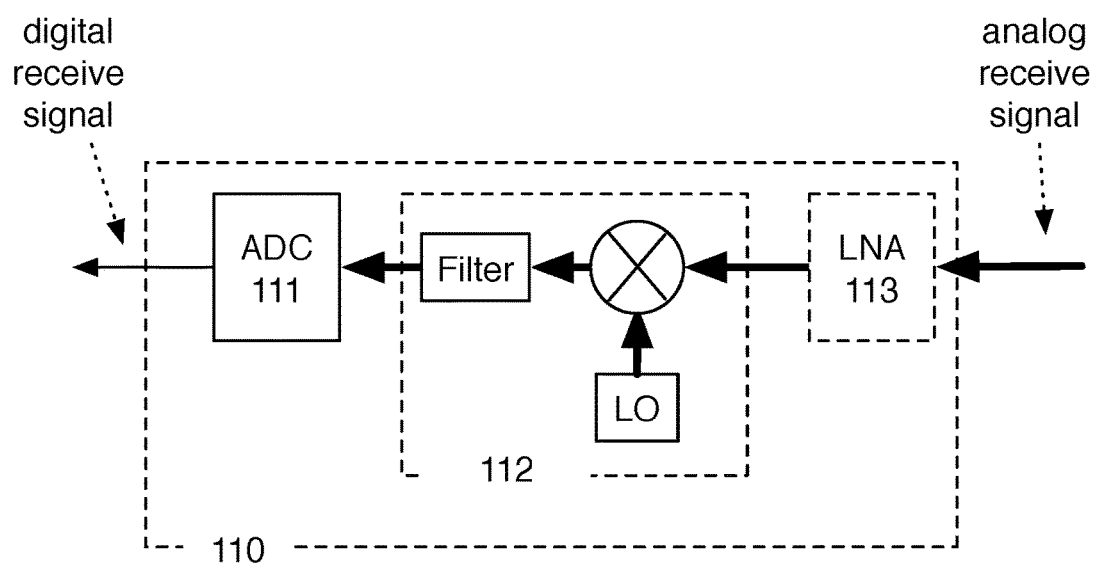 digital
receive
signal
analog
receive
signal
ADC
111
Filter
LNA
113
LO
112
110